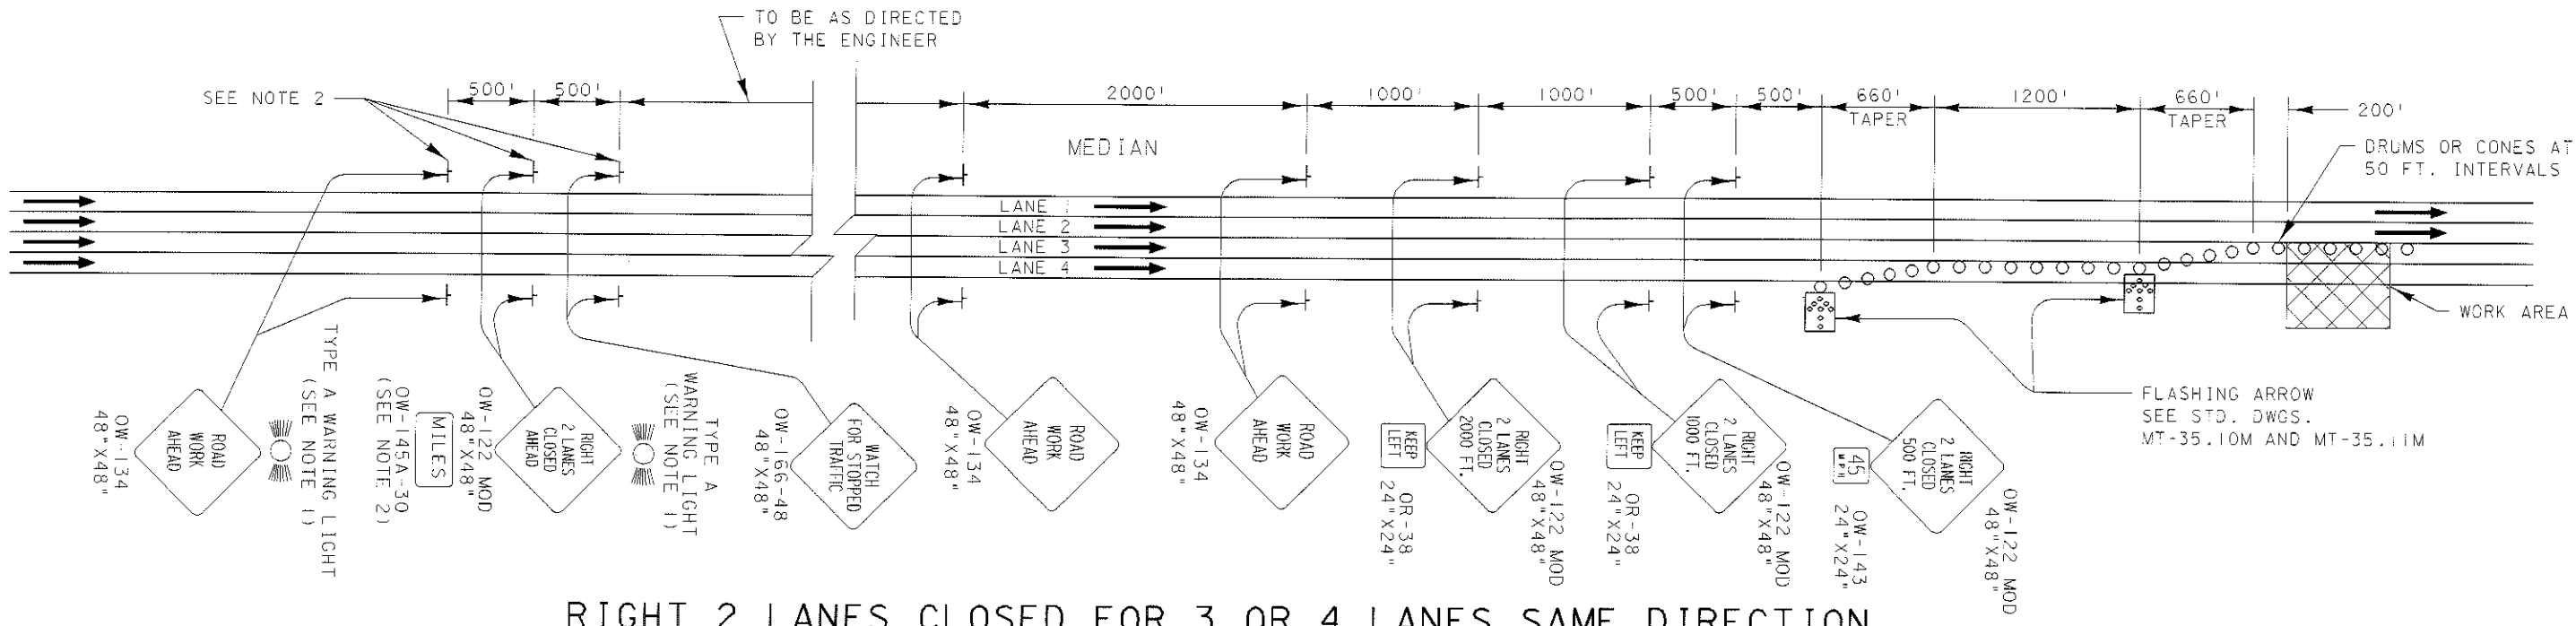 TO BE AS DIRECTED
BY THE ENGINEER
SEE NOTE 2
500'
500'
2000'
1000'
1000'
500'
500'
660'
TAPER
1200'
660'
TAPER
200'
MEDIAN
DRUMS OR CONES AT
50 FT. INTERVALS
LANE 1
LANE 2
LANE 3
LANE 4
WORK AREA
FLASHING ARROW
SEE STD. DWGS.
MT-35.10M AND MT-35.11M
OW-134
48"X48"
ROAD
WORK
AHEAD
TYPE A WARNING LIGHT
(SEE NOTE 1)
OW-145A-30
(SEE NOTE 2)
MILES
OW-122 MOD
48"X48"
RIGHT
2 LANES
CLOSED
AHEAD
TYPE A
WARNING LIGHT
(SEE NOTE 1)
OW-166-48
48"X48"
WATCH
FOR STOPPED
TRAFFIC
OW-134
48"X48"
ROAD
WORK
AHEAD
OW-134
48"X48"
ROAD
WORK
AHEAD
KEEP
LEFT
OR-38
24"X24"
RIGHT
2 LANES
CLOSED
2000 FT.
OW-122 MOD
48"X48"
KEEP
LEFT
OR-38
24"X24"
RIGHT
2 LANES
CLOSED
1000 FT.
OW-122 MOD
48"X48"
45
MPH
OW-143
24"X24"
RIGHT
2 LANES
CLOSED
500 FT.
OW-122 MOD
48"X48"
RIGHT 2 LANES CLOSED FOR 3 OR 4 LANES SAME DIRECTION